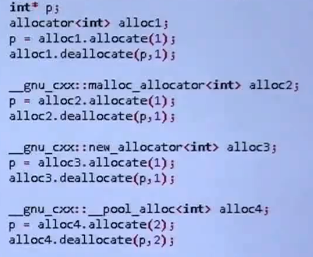 int* p;
allocator<int> alloc1;
p = alloc1.allocate(1);
alloc1.deallocate(p,1);
__gnu_cxx::malloc_allocator<int> alloc2;
p = alloc2.allocate(1);
alloc2.deallocate(p,1);
__gnu_cxx::new_allocator<int> alloc3;
p = alloc3.allocate(1);
alloc3.deallocate(p,1);
__gnu_cxx::__pool_alloc<int> alloc4;
p = alloc4.allocate(2);
alloc4.deallocate(p,2);